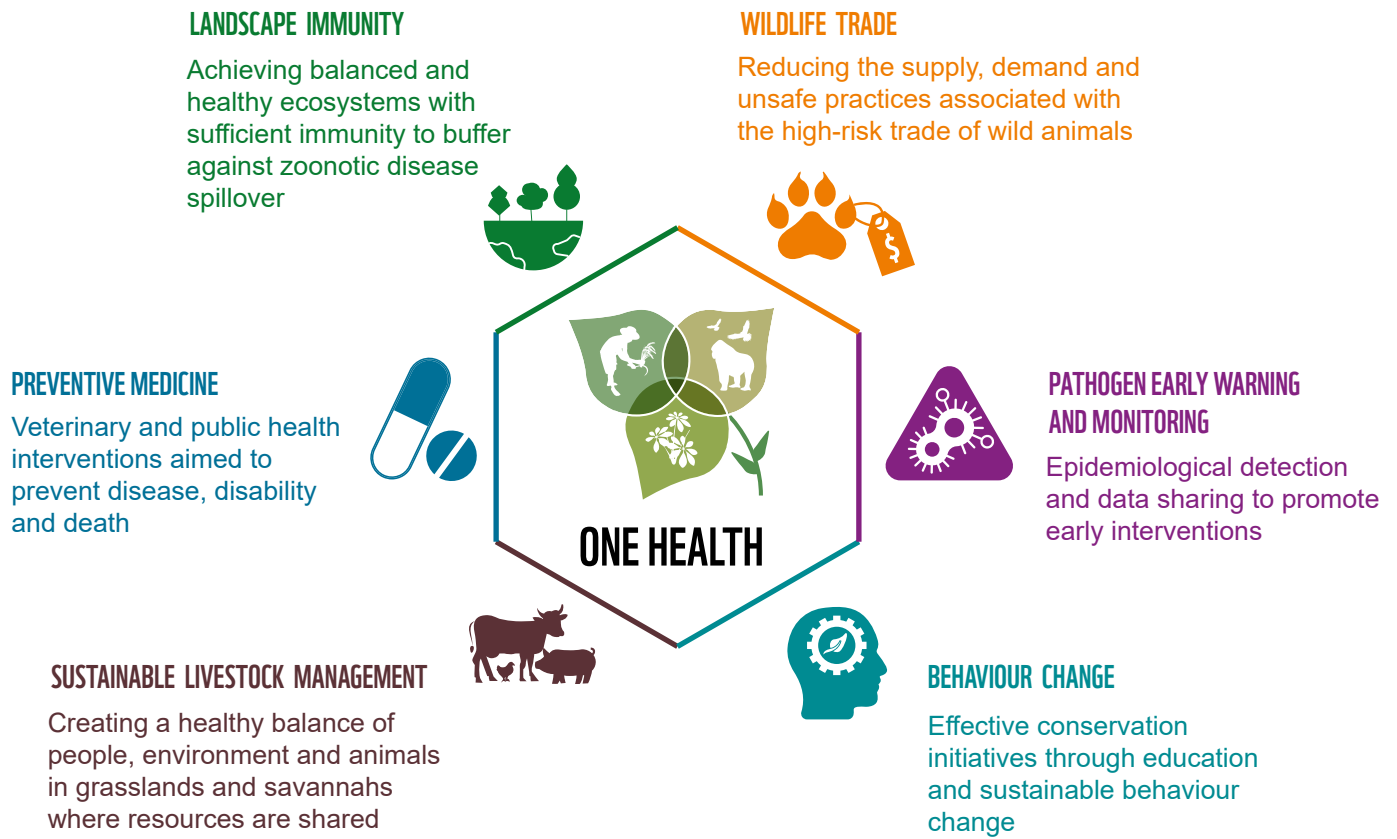 LANDSCAPE IMMUNITY
Achieving balanced and
healthy ecosystems with
sufficient immunity to buffer
against zoonotic disease
spillover
WILDLIFE TRADE
Reducing the supply, demand and
unsafe practices associated with
the high-risk trade of wild animals
$
PREVENTIVE MEDICINE
Veterinary and public health
interventions aimed to
prevent disease, disability
and death
ONE HEALTH
PATHOGEN EARLY WARNING
AND MONITORING
Epidemiological detection
and data sharing to promote
early interventions
SUSTAINABLE LIVESTOCK MANAGEMENT
Creating a healthy balance of
people, environment and animals
in grasslands and savannahs
where resources are shared
BEHAVIOUR CHANGE
Effective conservation
initiatives through education
and sustainable behaviour
change